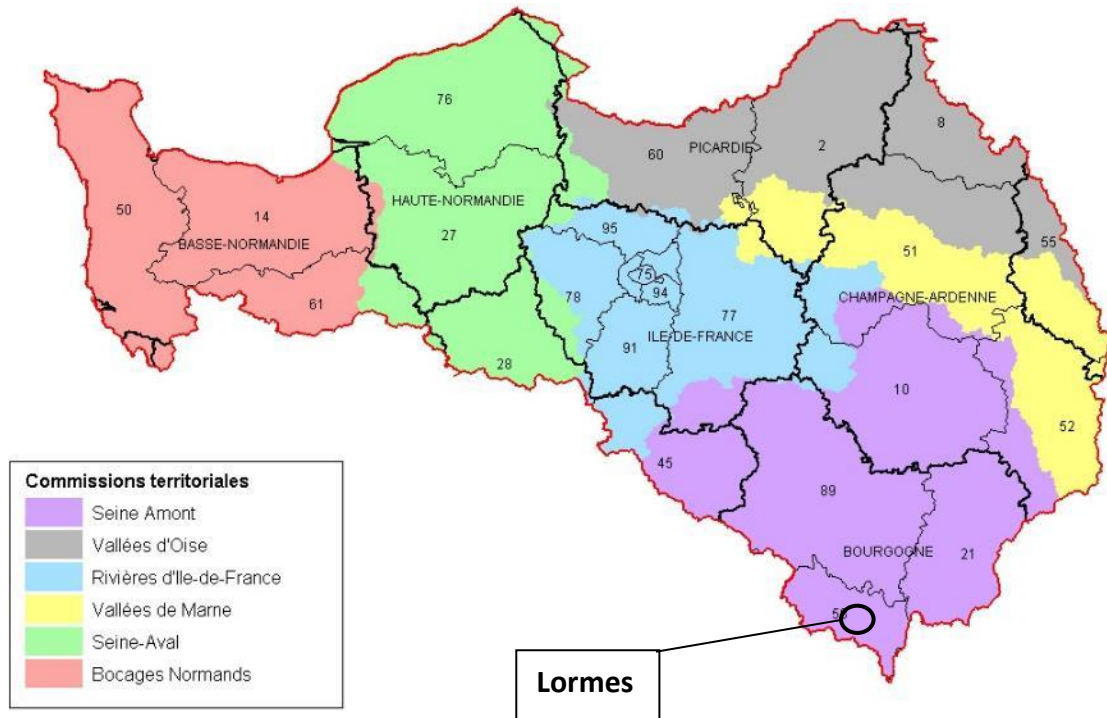 76
8
60
PICARDIE
2
50
14
HAUTE-NORMANDIE
BASSE-NORMANDIE
27
95
51
55
75
78
94
77
CHAMPAGNE-ARDENNE
61
91
ILE-DE-FRANCE
28
10
52
45
89
BOURGOGNE
21
Commissions territoriales
Seine Amont
Vallées d'Oise
Rivières d'Ile-de-France
Vallées de Marne
Seine-Aval
Bocages Normands
Lormes